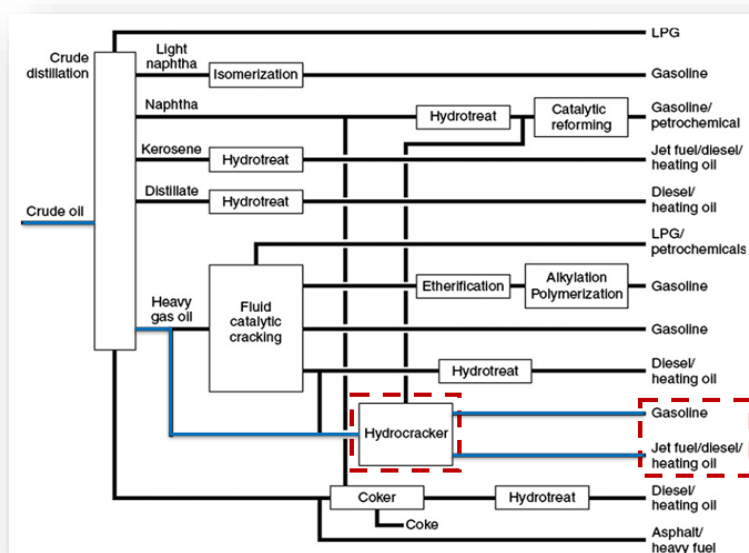 LPG
Crude
distillation
Light
naphtha
Isomerization
Gasoline
Naphtha
Hydrotreat
Catalytic
reforming
Gasoline/
petrochemical
Kerosene
Hydrotreat
Jet fuel/diesel/
heating oil
Distillate
Hydrotreat
Diesel/
heating oil
Crude oil
LPG/
petrochemicals
Heavy
gas oil
Fluid
catalytic
cracking
Etherification
Alkylation
Polymerization
Gasoline
Gasoline
Hydrotreat
Diesel/
heating oil
Hydrocracker
Gasoline
Jet fuel/diesel/
heating oil
Coker
Hydrotreat
Diesel/
heating oil
Coke
Asphalt/
heavy fuel